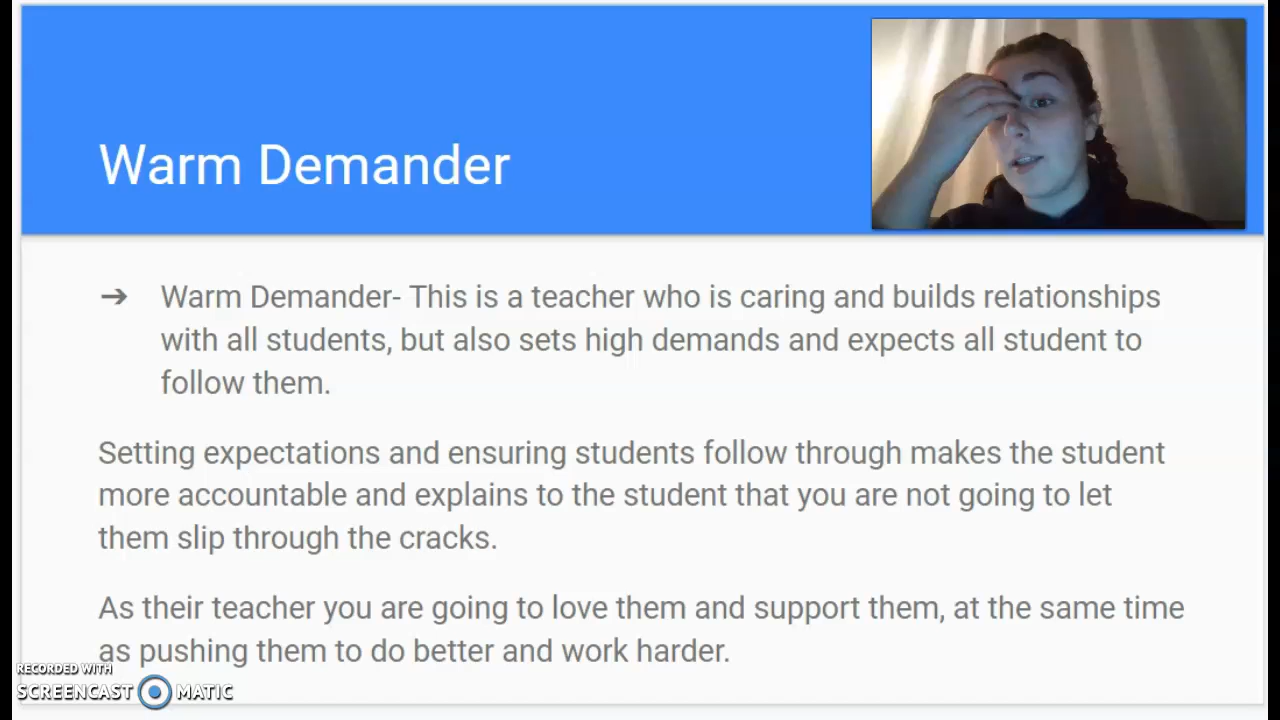 Warm Demander
➔ Warm Demander- This is a teacher who is caring and builds relationships
with all students, but also sets high demands and expects all student to
follow them.
Setting expectations and ensuring students follow through makes the student
more accountable and explains to the student that you are not going to let
them slip through the cracks.
As their teacher you are going to love them and support them, at the same time
as pushing them to do better and work harder.
RECORDED WITH
SCREENCAST MATIC